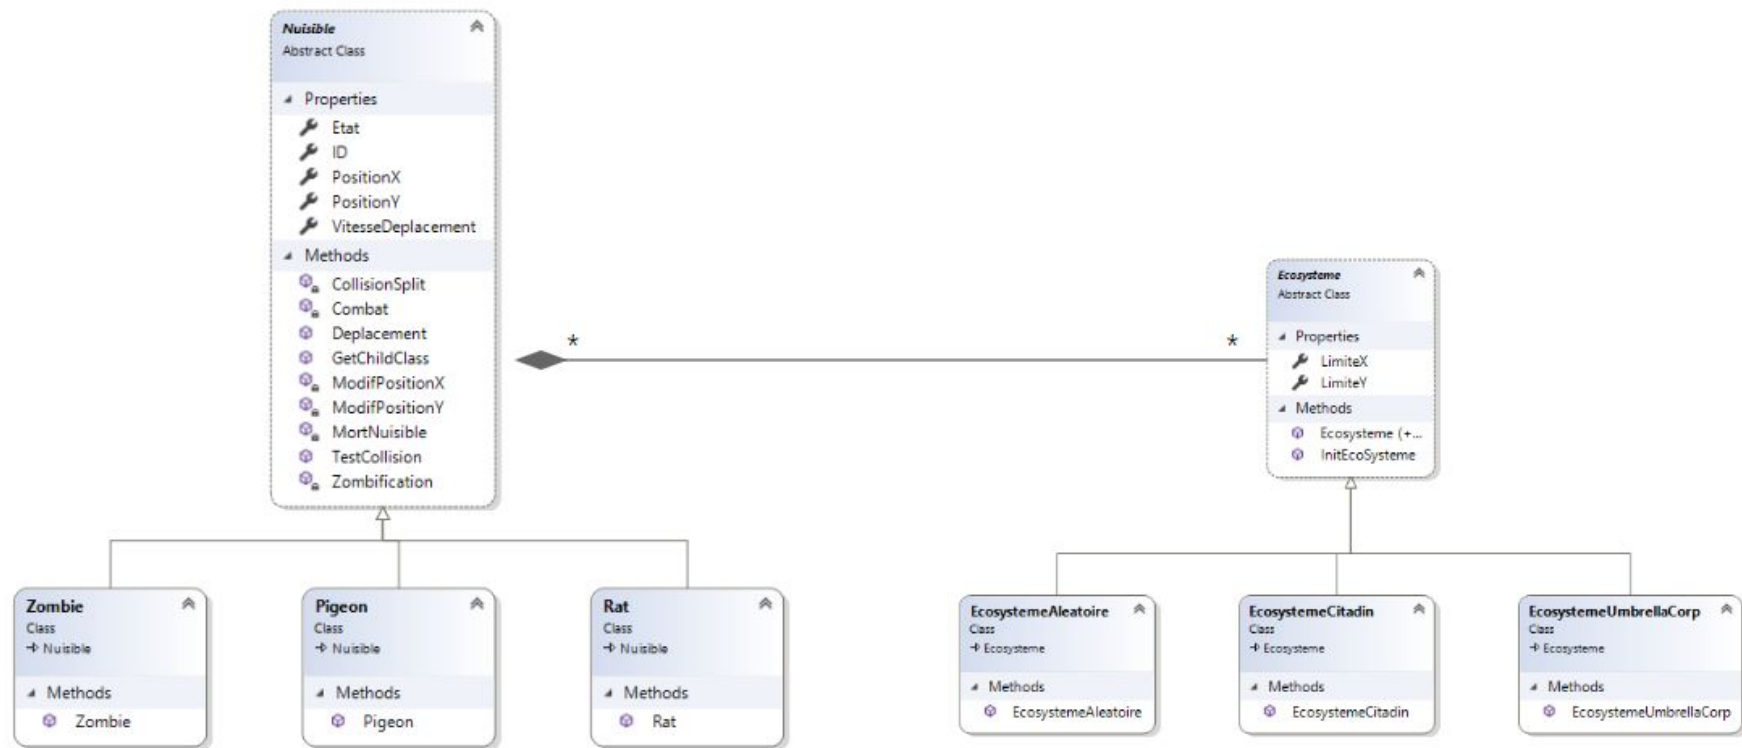 Nuisible
Abstract Class
Properties
Etat
ID
PositionX
PositionY
VitesseDeplacement
Methods
CollisionSplit
Combat
Deplacement
GetChildClass
ModifPositionX
ModifPositionY
MortNuisible
TestCollision
Zombification
*
*
Ecosysteme
Abstract Class
Properties
LimiteX
LimiteY
Methods
Ecosysteme (+...
InitEcoSysteme
Zombie
Class
Nuisible
Methods
Zombie
Pigeon
Class
Nuisible
Methods
Pigeon
Rat
Class
Nuisible
Methods
Rat
EcosystemeAleatoire
Class
Ecosysteme
Methods
EcosystemeAleatoire
EcosystemeCitadin
Class
Ecosysteme
Methods
EcosystemeCitadin
EcosystemeUmbrellaCorp
Class
Ecosysteme
Methods
EcosystemeUmbrellaCorp